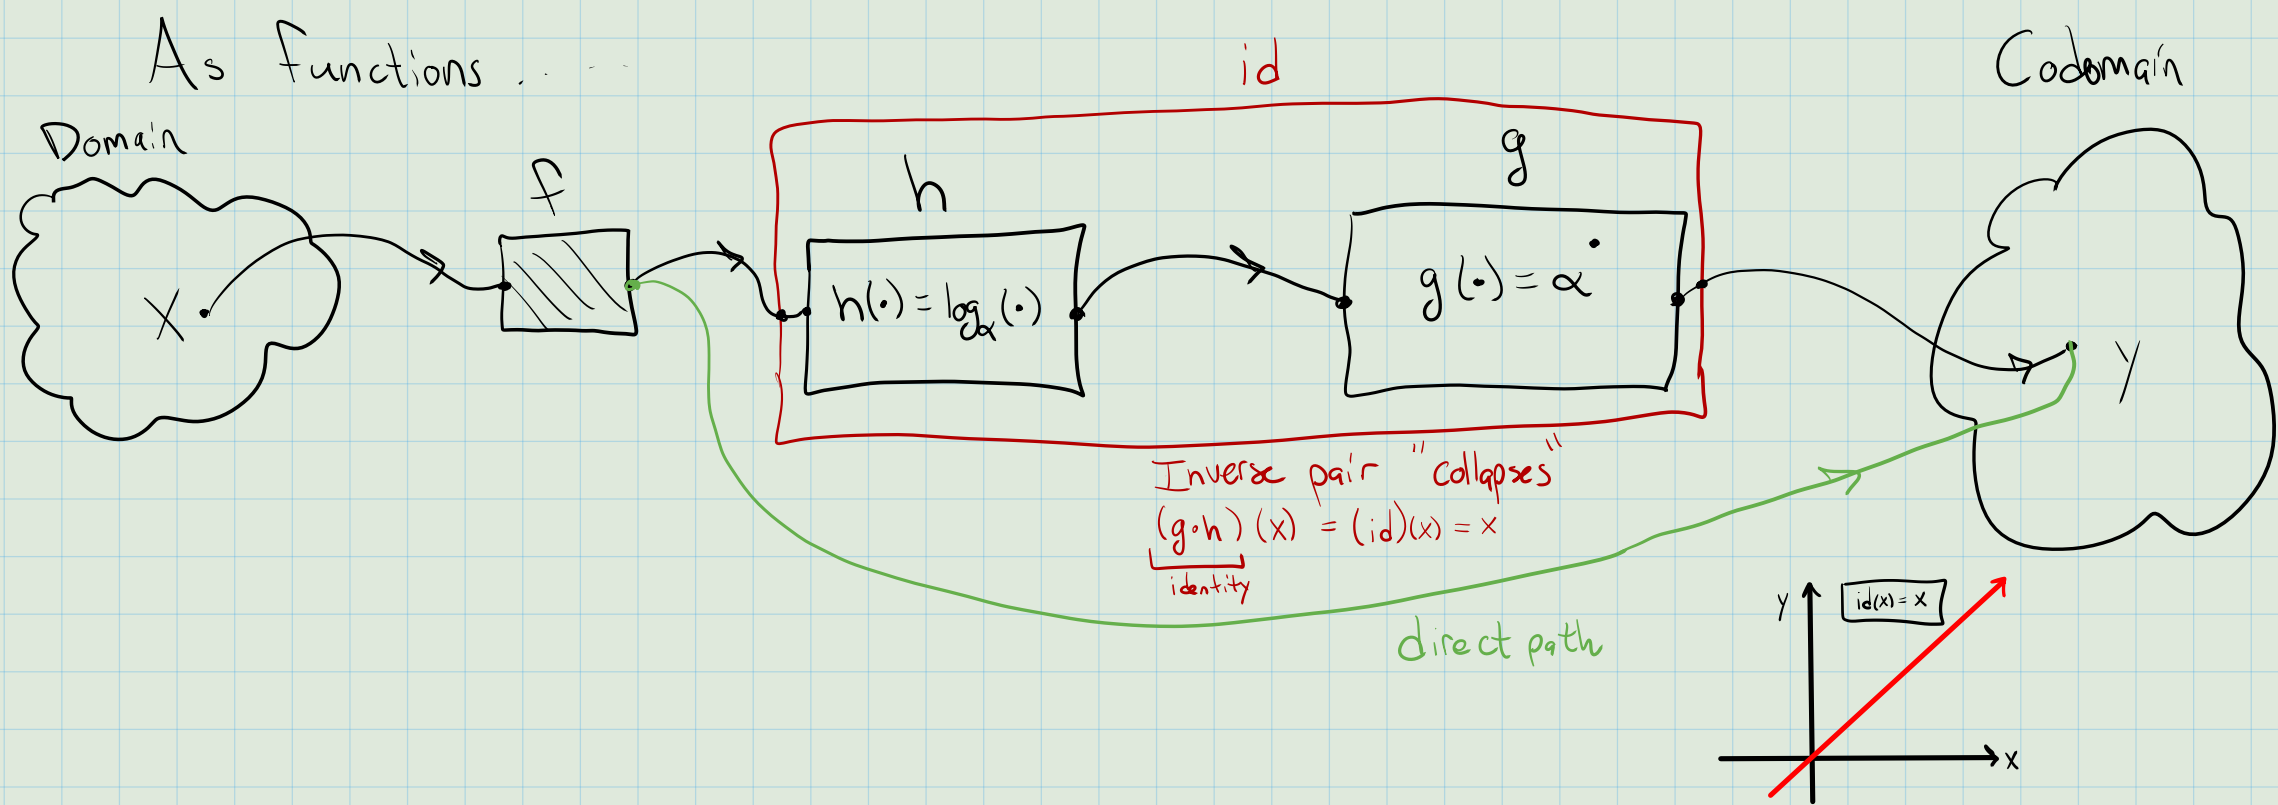 As functions.....
id
Codomain
Domain
f
h
g
X
h(•) = logα(•)
g(•) = α^•
y
Inverse pair "collapses"
(g∘h)(x) = (id)(x) = x
identity
direct path
y
id(x) = x
x